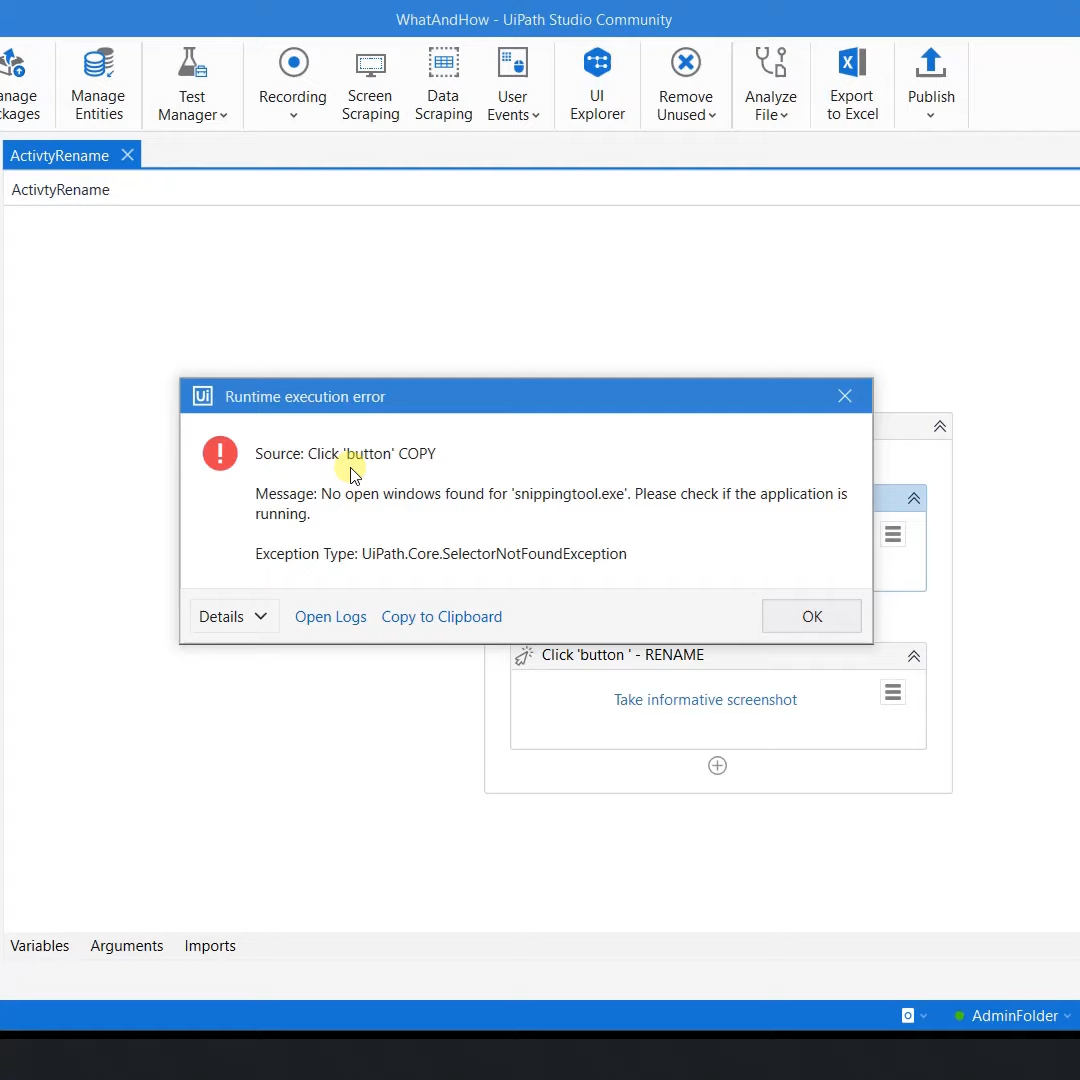 WhatAndHow - UiPath Studio Community
anage
ckages
Manage
Entities
Test
Manager
Recording
Screen
Scraping
Data
Scraping
User
Events
UI
Explorer
Remove
Unused
Analyze
File
Export
to Excel
Publish
ActivtyRename
ActivtyRename
Ui Runtime execution error
Source: Click 'button' COPY
Message: No open windows found for 'snippingtool.exe'. Please check if the application is
running.
Exception Type: UiPath.Core.SelectorNotFoundException
Details Open Logs Copy to Clipboard OK
Click 'button ' - RENAME
Take informative screenshot
Variables Arguments Imports
AdminFolder